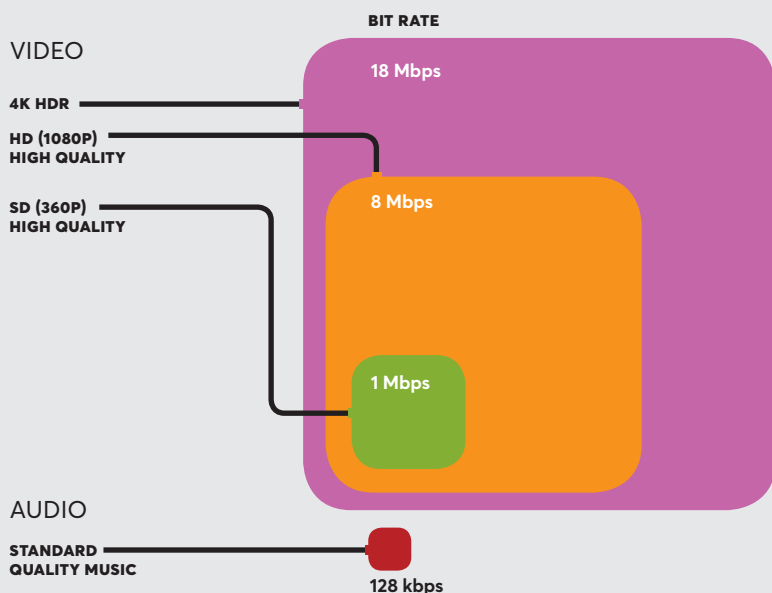 BIT RATE
VIDEO
18 Mbps
4K HDR
HD (1080P)
HIGH QUALITY
8 Mbps
SD (360P)
HIGH QUALITY
1 Mbps
AUDIO
STANDARD
QUALITY MUSIC
128 kbps